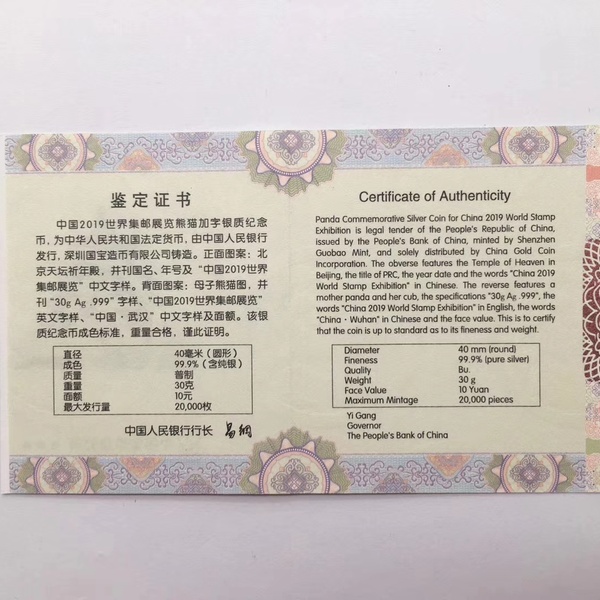 鉴定证书
中国2019世界集邮展览熊猫加字银质纪念
币,为中华人民共和国法定货币,由中国人民银行
发行,深圳国宝造币有限公司铸造。正面图案:北
京天坛祈年殿,并刊国名、年号及“中国2019世界
集邮展览”中文字样。背面图案:母子熊猫图,并
刊“30g Ag .999”字样、“中国2019世界集邮展览”
英文字样、“中国·武汉”中文字样及面额。该银
质纪念币成色标准,重量合格,谨此证明。
直径 40毫米(圆形)
成色 99.9%(含纯银)
质量 普制
重量 30克
面额 10元
最大发行量 20,000枚
中国人民银行行长 易纲
Certificate of Authenticity
Panda Commemorative Silver Coin for China 2019 World Stamp
Exhibition is legal tender of the People's Republic of China,
issued by the People's Bank of China, minted by Shenzhen
Guobao Mint, and solely distributed by China Gold Coin
Incorporation. The obverse features the Temple of Heaven in
Beijing, the title of PRC, the year date and the words "China 2019
World Stamp Exhibition" in Chinese. The reverse features a
mother panda and her cub, the specifications "30g Ag .999", the
words "China 2019 World Stamp Exhibition" in English, the words
"China · Wuhan" in Chinese and the face value. This is to certify
that the coin is up to standard as to its fineness and weight.
Diameter 40 mm (round)
Fineness 99.9% (pure silver)
Quality Bu.
Weight 30 g
Face Value 10 Yuan
Maximum Mintage 20,000 pieces
Yi Gang
Governor
The People's Bank of China